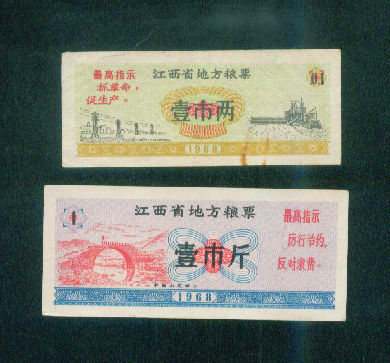 最高指示
抓革命,
促生产。
江西省地方粮票
0.1
壹市两
1968
1
江西省地方粮票
壹市斤
最高指示
厉行节约,
反对浪费。
1968